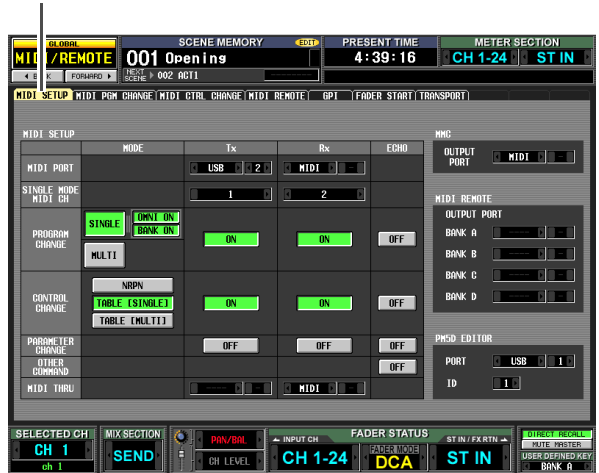 GLOBAL
MIDI/REMOTE
BACK FORWARD
SCENE MEMORY EDIT
001 Opening
NEXT SCENE 002 ACT1
PRESENT TIME
4:39:16
METER SECTION
CH 1-24 ST IN
MIDI SETUP MIDI PGM CHANGE MIDI CTRL CHANGE MIDI REMOTE GPI FADER START TRANSPORT
MIDI SETUP
MODE Tx Rx ECHO
MIDI PORT USB 2 MIDI -
SINGLE MODE MIDI CH 1 2
PROGRAM CHANGE SINGLE OMNI ON BANK ON ON ON OFF
MULTI
CONTROL CHANGE NRPN
TABLE [SINGLE] ON ON OFF
TABLE [MULTI]
PARAMETER CHANGE OFF OFF OFF
OTHER COMMAND OFF
MIDI THRU ---- - MIDI -
MMC
OUTPUT PORT MIDI -
MIDI REMOTE
OUTPUT PORT
BANK A ---- -
BANK B ---- -
BANK C ---- -
BANK D ---- -
PM5D EDITOR
PORT USB 1
ID 1
SELECTED CH
CH 1
ch 1
MIX SECTION
SEND
PAN/BAL
CH LEVEL
FADER STATUS
INPUT CH
CH 1-24
FADER MODE
DCA
ST IN / FX RTN
ST IN
DIRECT RECALL
MUTE MASTER
USER DEFINED KEY
BANK A